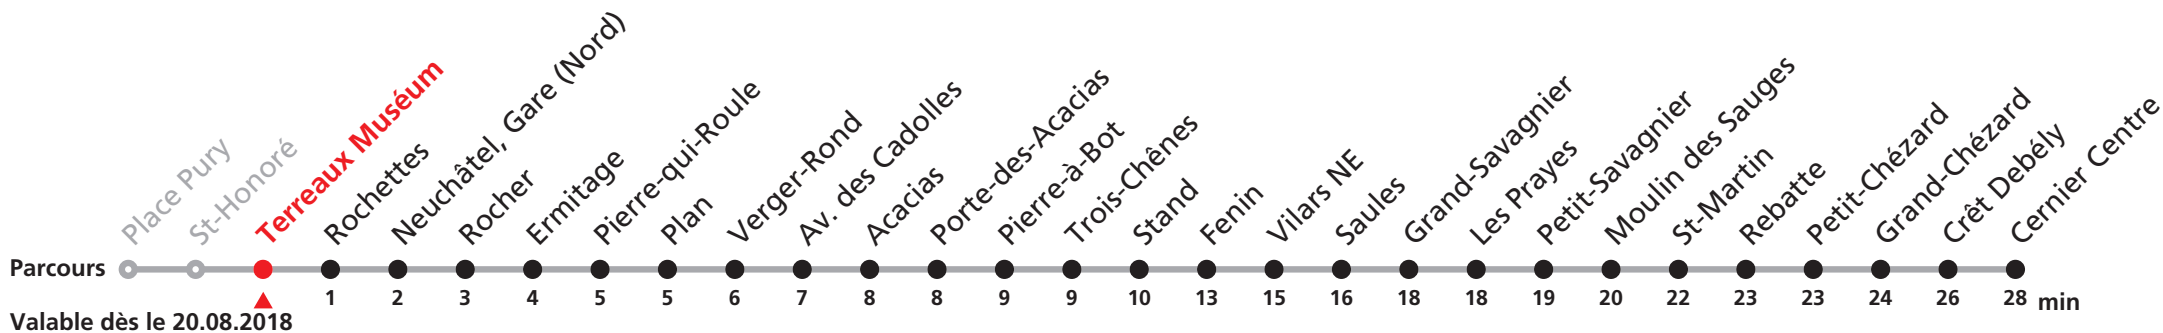 Place Pury
St-Honoré
Terreaux Muséum
Rochettes
Neuchâtel, Gare (Nord)
Rocher
Ermitage
Pierre-qui-Roule
Plan
Verger-Rond
Av. des Cadolles
Acacias
Porte-des-Acacias
Pierre-à-Bot
Trois-Chênes
Stand
Fenin
Vilars NE
Saules
Grand-Savagnier
Les Prayes
Petit-Savagnier
Moulin des Sauges
St-Martin
Rebatte
Petit-Chézard
Grand-Chézard
Crêt Debély
Cernier Centre
Parcours
1 2 3 4 5 5 6 7 8 8 9 9 10 13 15 16 18 18 19 20 22 23 23 24 26 28 min
Valable dès le 20.08.2018